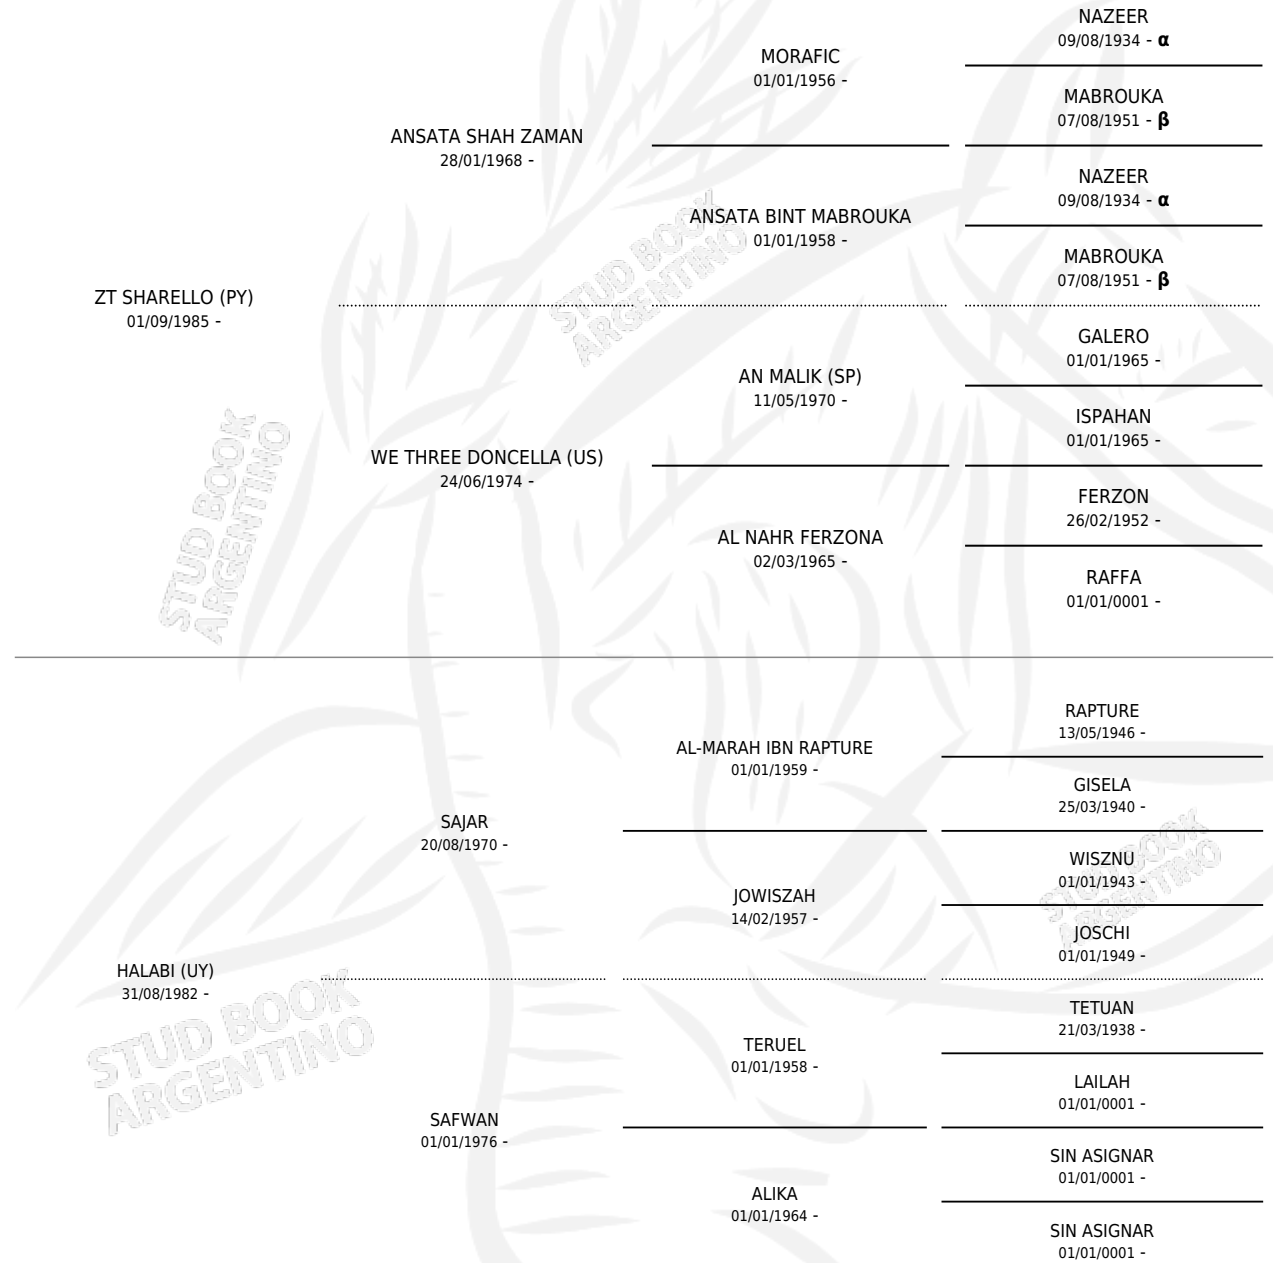 NAZEER
09/08/1934 - α
MORAFIC
01/01/1956 -
MABROUKA
07/08/1951 - β
ANSATA SHAH ZAMAN
28/01/1968 -
NAZEER
09/08/1934 - α
ANSATA BINT MABROUKA
01/01/1958 -
MABROUKA
07/08/1951 - β
ZT SHARELLO (PY)
01/09/1985 -
GALERO
01/01/1965 -
AN MALIK (SP)
11/05/1970 -
ISPAHAN
01/01/1965 -
WE THREE DONCELLA (US)
24/06/1974 -
FERZON
26/02/1952 -
AL NAHR FERZONA
02/03/1965 -
RAFFA
01/01/0001 -
RAPTURE
13/05/1946 -
AL-MARAH IBN RAPTURE
01/01/1959 -
GISELA
25/03/1940 -
SAJAR
20/08/1970 -
WISZNU
01/01/1943 -
JOWISZAH
14/02/1957 -
JOSCHI
01/01/1949 -
HALABI (UY)
31/08/1982 -
TETUAN
21/03/1938 -
TERUEL
01/01/1958 -
LAILAH
01/01/0001 -
SAFWAN
01/01/1976 -
SIN ASIGNAR
01/01/0001 -
ALIKA
01/01/1964 -
SIN ASIGNAR
01/01/0001 -
STUD BOOK
ARGENTINO
STUD BOOK
ARGENTINO
STUD BOOK
ARGENTINO
STUD BOOK
ARGENTINO